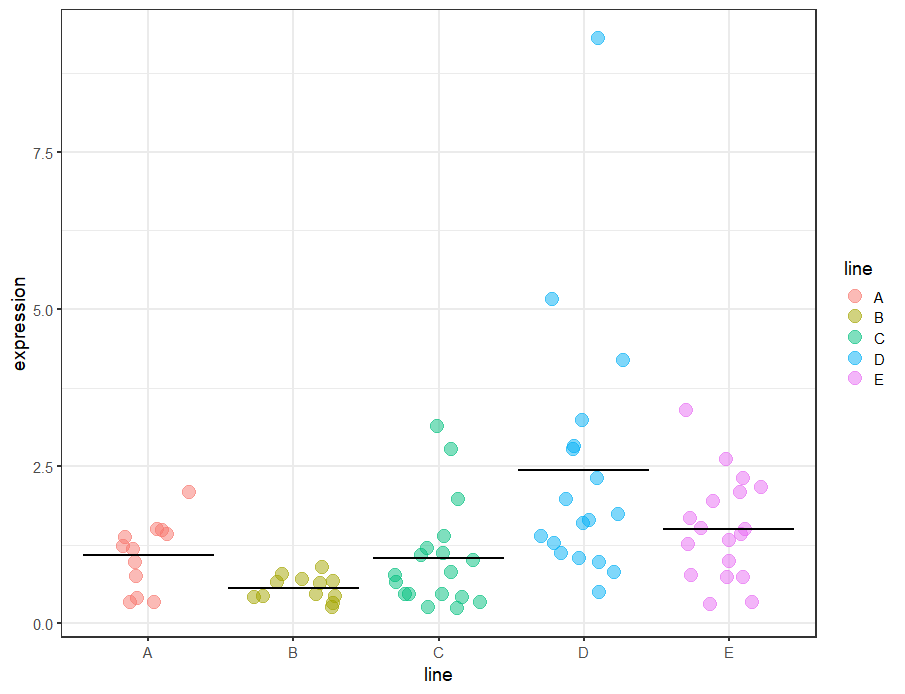 expression
7.5
5.0
2.5
0.0
A B C D E
line
line
A
B
C
D
E